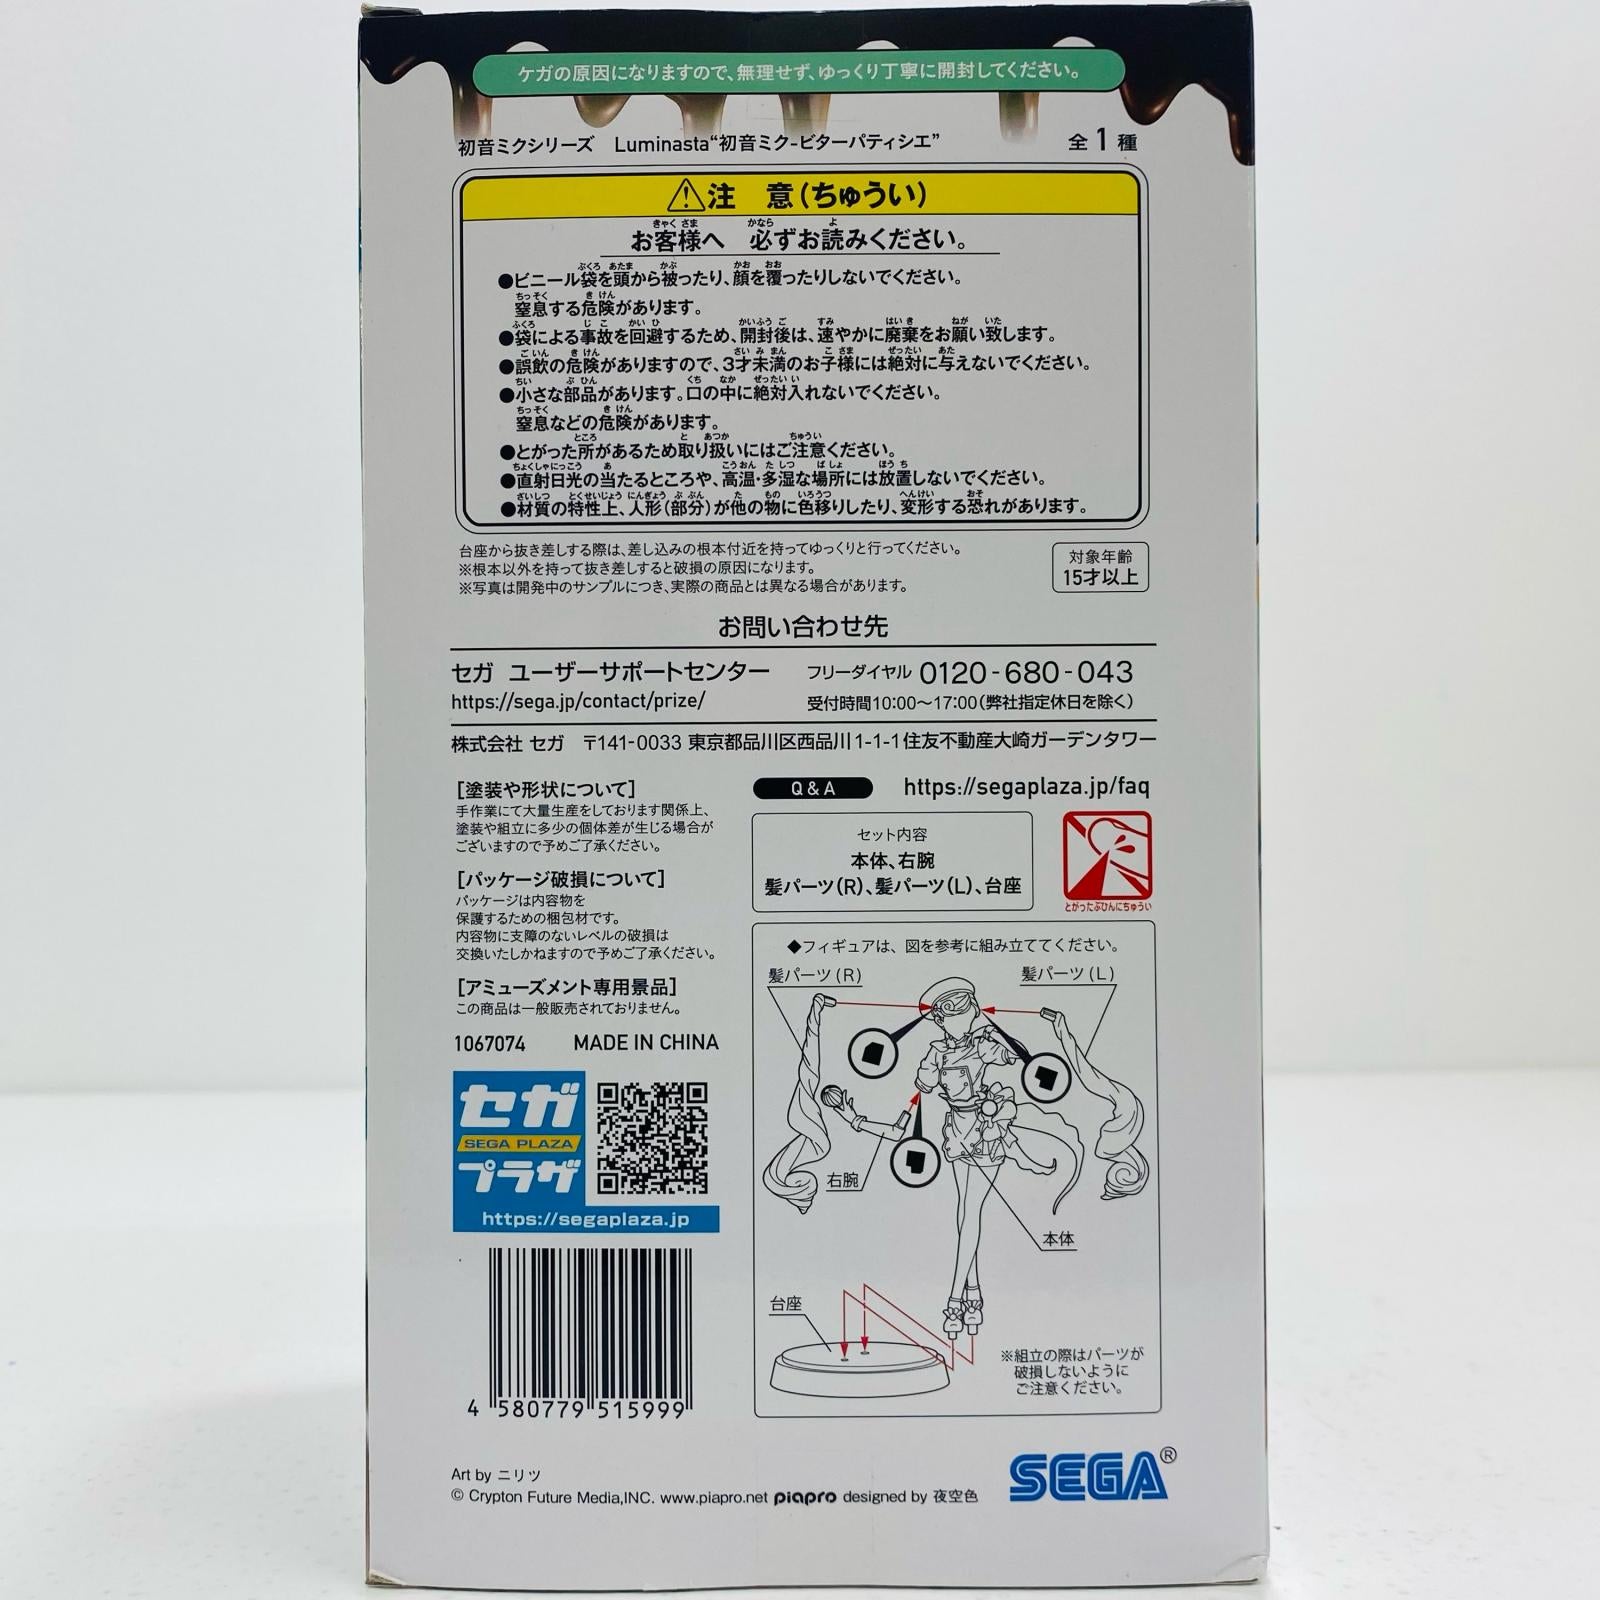 ケガの原因になりますので、無理せず、ゆっくり丁寧に開封してください。
初音ミクシリーズ Luminasta“初音ミク-ビターパティシエ” 全1種
注 意(ちゅうい)
お客様へ 必ずお読みください。
●ビニール袋を頭から被ったり、顔を覆ったりしないでください。
窒息する危険があります。
●袋による事故を回避するため、開封後は、速やかに廃棄をお願い致します。
●誤飲の危険がありますので、3才未満のお子様には絶対に与えないでください。
●小さな部品があります。口の中に絶対入れないでください。
窒息などの危険があります。
●とがった所があるため取り扱いにはご注意ください。
●直射日光の当たるところや、高温・多湿な場所には放置しないでください。
●材質の特性上、人形(部分)が他の物に色移りしたり、変形する恐れがあります。
台座から抜き差しする際は、差し込みの根本付近を持ってゆっくりと行ってください。
※根本以外を持って抜き差しすると破損の原因になります。
※写真は開発中のサンプルにつき、実際の商品とは異なる場合があります。
対象年齢
15才以上
お問い合わせ先
セガ ユーザーサポートセンター フリーダイヤル 0120-680-043
https://sega.jp/contact/prize/ 受付時間10:00～17:00(弊社指定休日を除く)
株式会社 セガ 〒141-0033 東京都品川区西品川1-1-1住友不動産大崎ガーデンタワー
[塗装や形状について]
手作業にて大量生産をしております関係上、
塗装や組立に多少の個体差が生じる場合が
ございますので予めご了承ください。
[パッケージ破損について]
パッケージは内容物を
保護するための梱包材です。
内容物に支障のないレベルの破損は
交換いたしかねますので予めご了承ください。
[アミューズメント専用景品]
この商品は一般販売されておりません。
1067074 MADE IN CHINA
セガ
SEGA PLAZA
プラザ
https://segaplaza.jp
4 580779 515999
Q&A https://segaplaza.jp/faq
セット内容
本体、右腕
髪パーツ(R)、髪パーツ(L)、台座
とがったぶひんにちゅうい
◆フィギュアは、図を参考に組み立ててください。
髪パーツ(R) 髪パーツ(L)
右腕
本体
台座
※組立の際はパーツが
破損しないように
ご注意ください。
Art by ニリツ
© Crypton Future Media,INC. www.piapro.net piapro designed by 夜空色
SEGA®